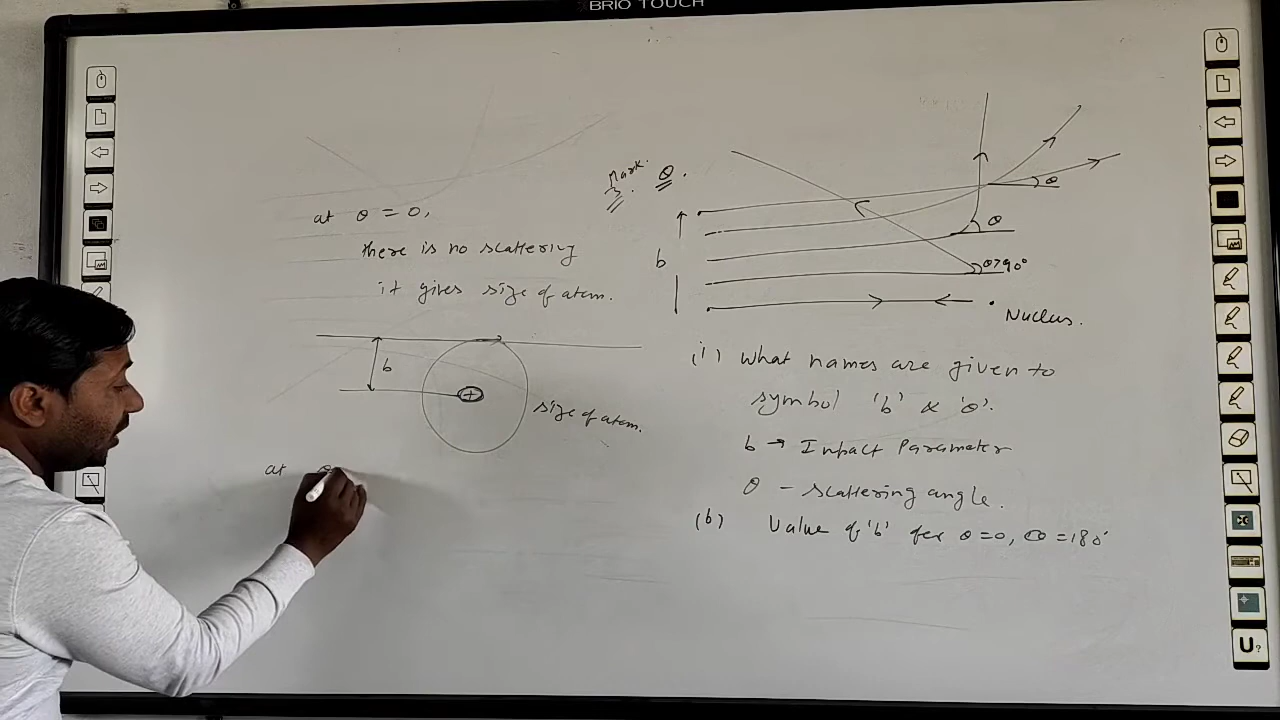 BRIO TOUCH
at θ = 0,
there is no scattering
it gives size of atom.
b
+
size of atom.
at θ
Mark.
3.
θ.
b
θ
θ
θ>90°
Nucleus.
(i) What names are given to
symbol 'b' & 'θ'.
b → Impact Parameter
θ - scattering angle.
(b) Value of 'b' for θ=0, θ=180°
U?